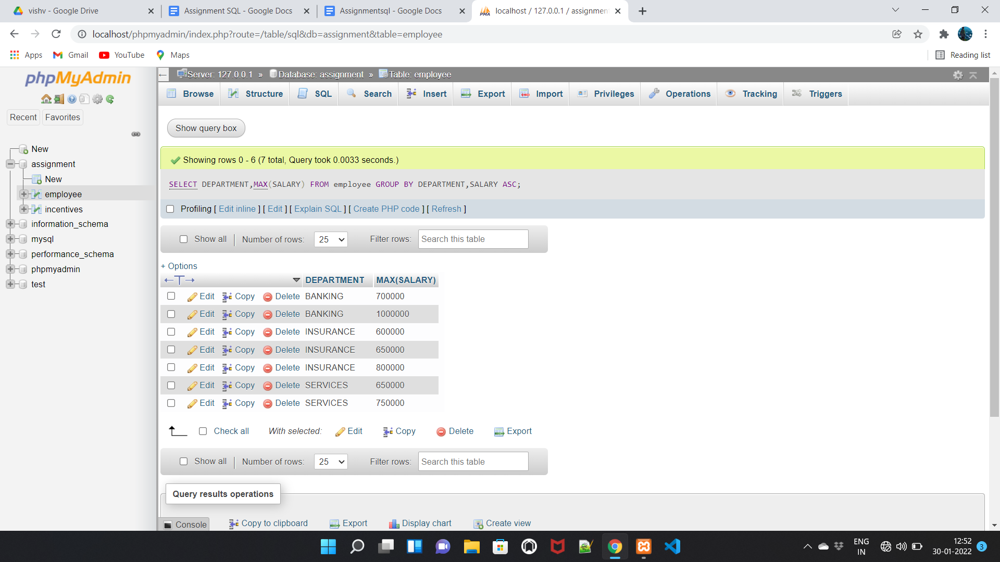 vishv - Google Drive
Assignment SQL - Google Docs
Assignmentsql - Google Docs
localhost / 127.0.0.1 / assignmen
localhost/phpmyadmin/index.php?route=/table/sql&db=assignment&table=employee
Apps
Gmail
YouTube
Maps
Reading list
phpMyAdmin
Recent
Favorites
New
assignment
New
employee
incentives
information_schema
mysql
performance_schema
phpmyadmin
test
Server: 127.0.0.1 » Database: assignment » Table: employee
Browse
Structure
SQL
Search
Insert
Export
Import
Privileges
Operations
Tracking
Triggers
Show query box
Showing rows 0 - 6 (7 total, Query took 0.0033 seconds.)
SELECT DEPARTMENT,MAX(SALARY) FROM employee GROUP BY DEPARTMENT,SALARY ASC;
Profiling [ Edit inline ] [ Edit ] [ Explain SQL ] [ Create PHP code ] [ Refresh ]
Show all
Number of rows: 25
Filter rows: Search this table
+ Options
←T→ DEPARTMENT MAX(SALARY)
Edit Copy Delete BANKING 700000
Edit Copy Delete BANKING 1000000
Edit Copy Delete INSURANCE 600000
Edit Copy Delete INSURANCE 650000
Edit Copy Delete INSURANCE 800000
Edit Copy Delete SERVICES 650000
Edit Copy Delete SERVICES 750000
Check all With selected: Edit Copy Delete Export
Show all
Number of rows: 25
Filter rows: Search this table
Query results operations
Console
Copy to clipboard
Export
Display chart
Create view
ENG
IN
12:52
30-01-2022
3